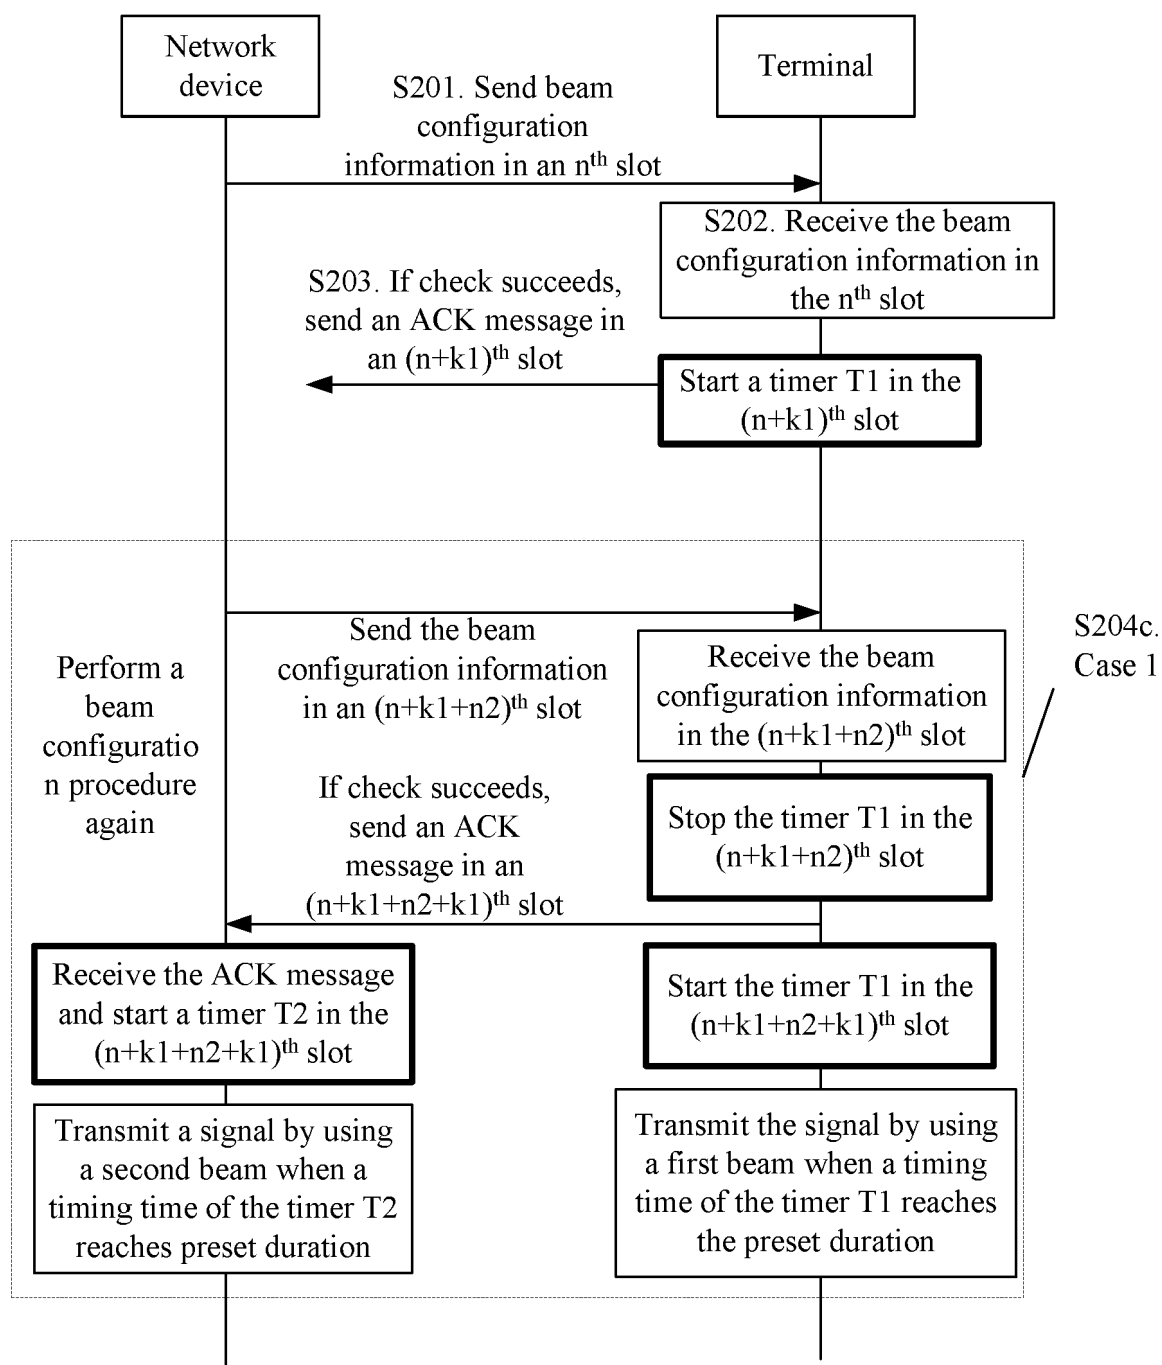 Network
device
Terminal
S201. Send beam
configuration
information in an nth slot
S202. Receive the beam
configuration information in
the nth slot
S203. If check succeeds,
send an ACK message in
an (n+k1)th slot
Start a timer T1 in the
(n+k1)th slot
Perform a
beam
configuratio
n procedure
again
Send the beam
configuration information
in an (n+k1+n2)th slot
Receive the beam
configuration information
in the (n+k1+n2)th slot
S204c.
Case 1
Stop the timer T1 in the
(n+k1+n2)th slot
If check succeeds,
send an ACK
message in an
(n+k1+n2+k1)th slot
Receive the ACK message
and start a timer T2 in the
(n+k1+n2+k1)th slot
Start the timer T1 in the
(n+k1+n2+k1)th slot
Transmit a signal by using
a second beam when a
timing time of the timer T2
reaches preset duration
Transmit the signal by using
a first beam when a timing
time of the timer T1 reaches
the preset duration